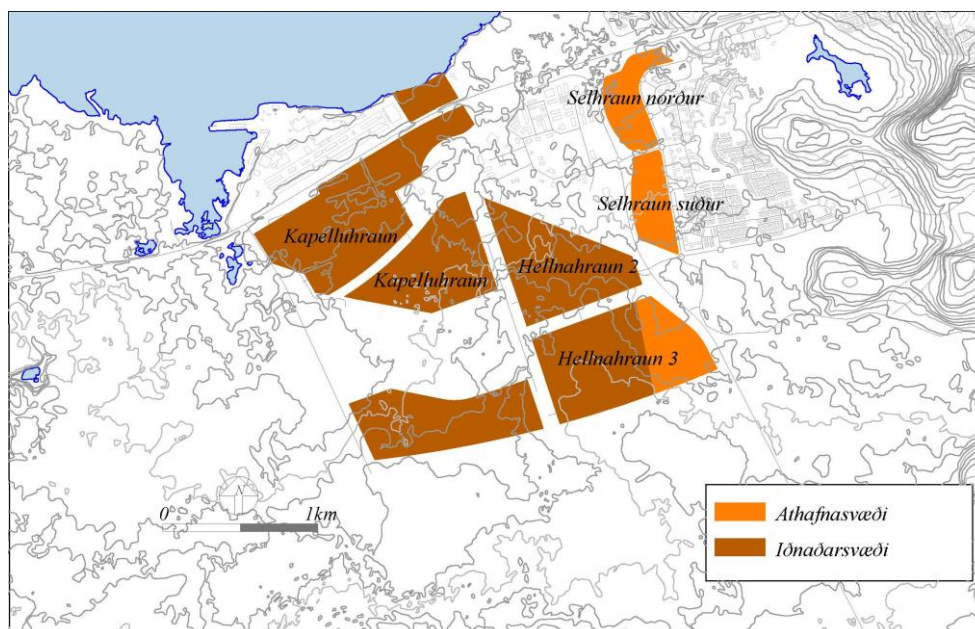 Selhraun norður
Selhraun suður
Kapelluhraun
Kapelluhraun
Hellnahraun 2
Hellnahraun 3
N
0 1km
Athafnasvæði
Iðnaðarsvæði